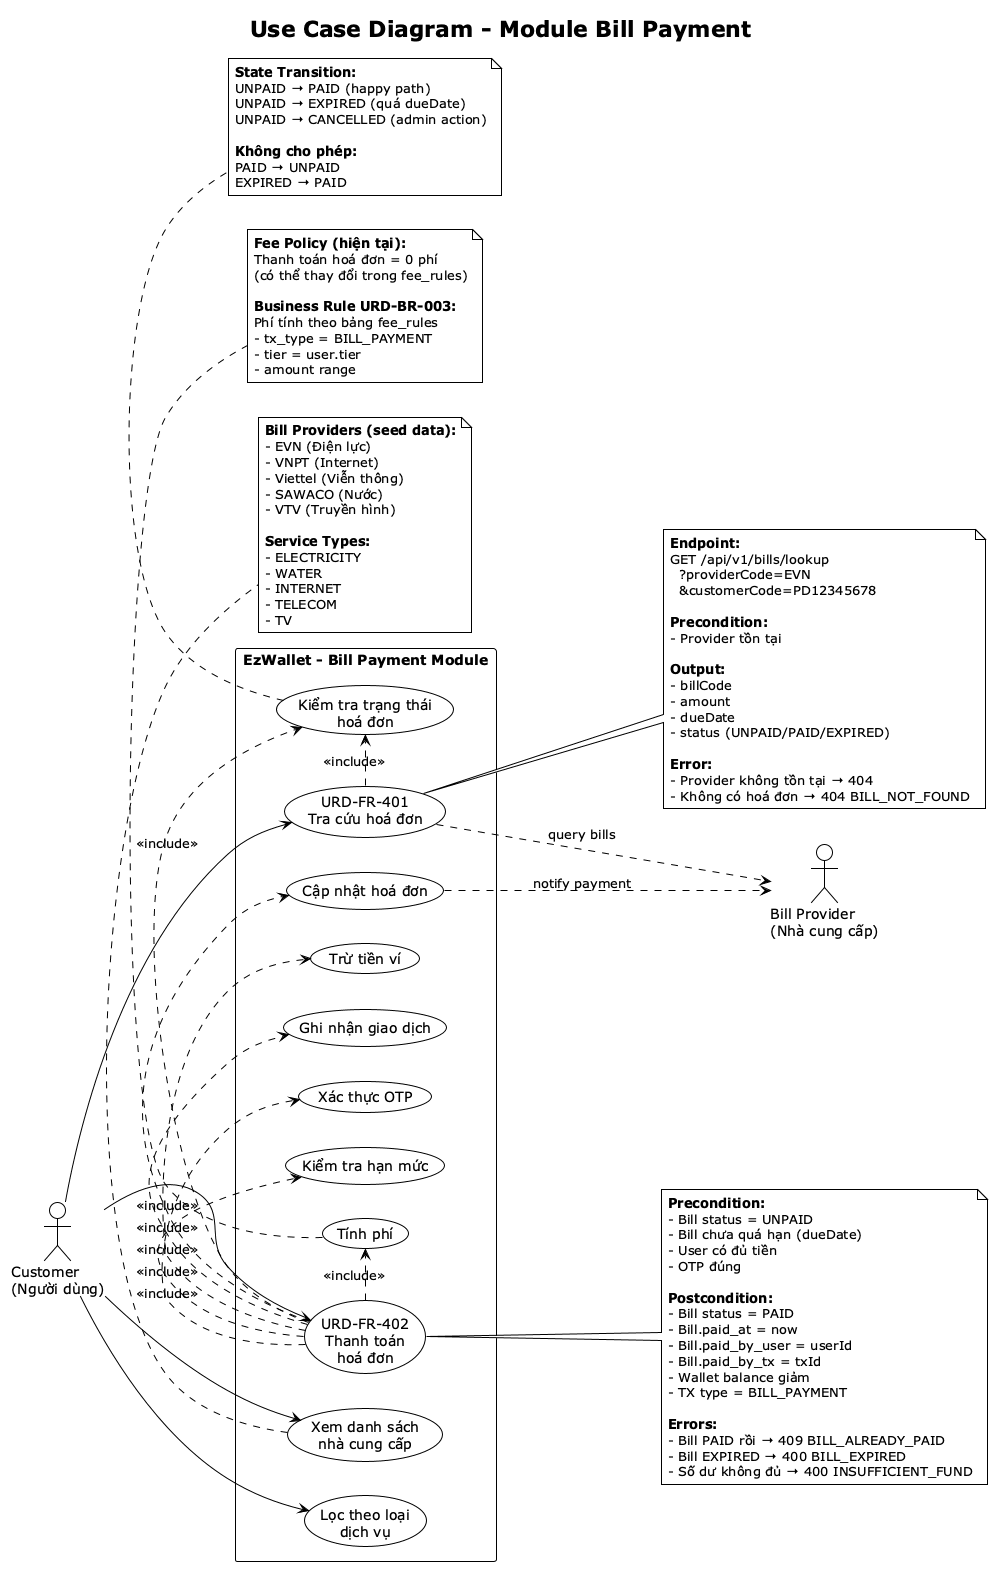 Use Case Diagram - Module Bill Payment
State Transition:
UNPAID → PAID (happy path)
UNPAID → EXPIRED (quá dueDate)
UNPAID → CANCELLED (admin action)
Không cho phép:
PAID → UNPAID
EXPIRED → PAID
Fee Policy (hiện tại):
Thanh toán hoá đơn = 0 phí
(có thể thay đổi trong fee_rules)
Business Rule URD-BR-003:
Phí tính theo bảng fee_rules
- tx_type = BILL_PAYMENT
- tier = user.tier
- amount range
Bill Providers (seed data):
- EVN (Điện lực)
- VNPT (Internet)
- Viettel (Viễn thông)
- SAWACO (Nước)
- VTV (Truyền hình)
Service Types:
- ELECTRICITY
- WATER
- INTERNET
- TELECOM
- TV
Endpoint:
GET /api/v1/bills/lookup
?providerCode=EVN
&customerCode=PD12345678
Precondition:
- Provider tồn tại
Output:
- billCode
- amount
- dueDate
- status (UNPAID/PAID/EXPIRED)
Error:
- Provider không tồn tại → 404
- Không có hoá đơn → 404 BILL_NOT_FOUND
EzWallet - Bill Payment Module
Kiểm tra trạng thái
hoá đơn
«include»
URD-FR-401
Tra cứu hoá đơn
«include»
query bills
Cập nhật hoá đơn
notify payment
Bill Provider
(Nhà cung cấp)
Trừ tiền ví
Ghi nhận giao dịch
Xác thực OTP
Kiểm tra hạn mức
«include»
«include»
«include»
«include»
«include»
Tính phí
«include»
Customer
(Người dùng)
URD-FR-402
Thanh toán
hoá đơn
Precondition:
- Bill status = UNPAID
- Bill chưa quá hạn (dueDate)
- User có đủ tiền
- OTP đúng
Postcondition:
- Bill status = PAID
- Bill.paid_at = now
- Bill.paid_by_user = userId
- Bill.paid_by_tx = txId
- Wallet balance giảm
- TX type = BILL_PAYMENT
Errors:
- Bill PAID rồi → 409 BILL_ALREADY_PAID
- Bill EXPIRED → 400 BILL_EXPIRED
- Số dư không đủ → 400 INSUFFICIENT_FUND
Xem danh sách
nhà cung cấp
Lọc theo loại
dịch vụ